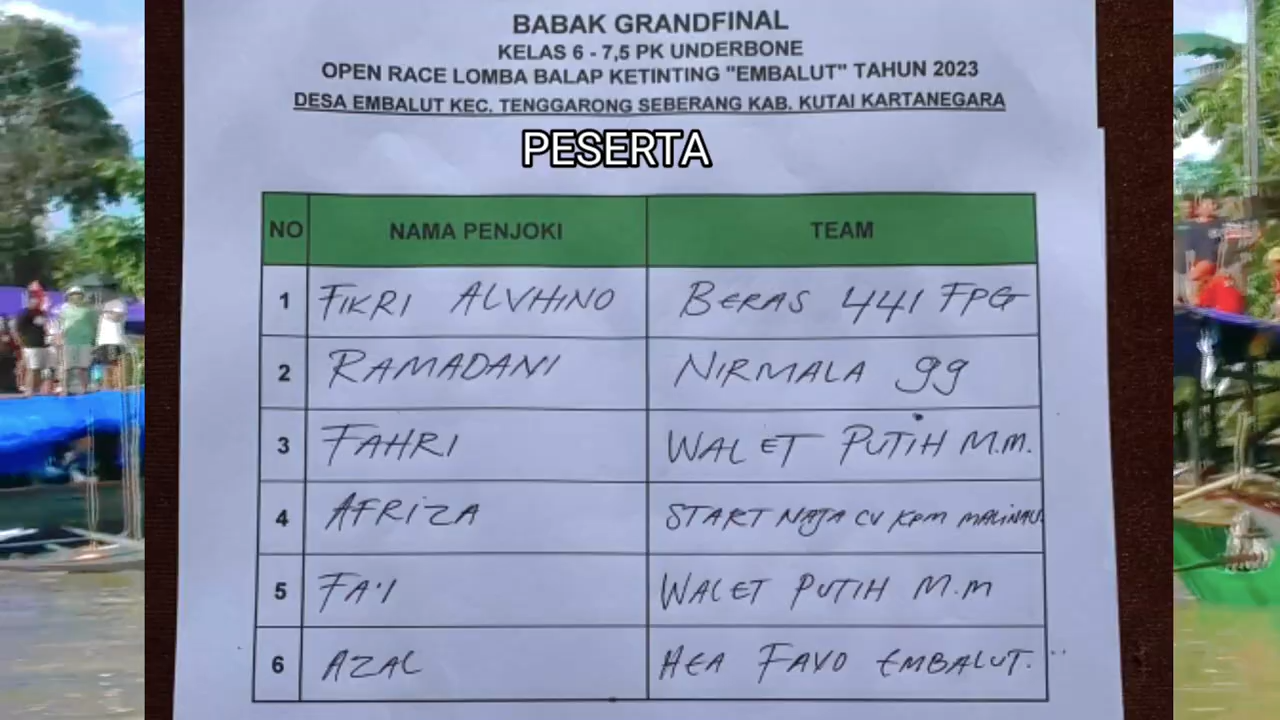 BABAK GRANDFINAL
KELAS 6 - 7,5 PK UNDERBONE
OPEN RACE LOMBA BALAP KETINTING "EMBALUT" TAHUN 2023
DESA EMBALUT KEC. TENGGARONG SEBERANG KAB. KUTAI KARTANEGARA
PESERTA
NO NAMA PENJOKI TEAM
1 FIKRI ALVHINO BERAS 441 FPG
2 RAMADANI NIRMALA 99
3 FAHRI WALET PUTIH M.M.
4 AFRIZA START NAJA CV KPM MALINAU.
5 FA'I WALET PUTIH M.M
6 AZAL HEA FAVO EMBALUT.